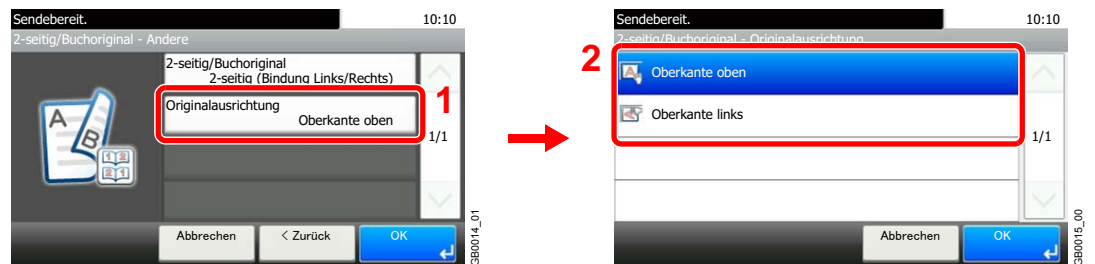 Sendebereit. 10:10
2-seitig/Buchoriginal - Andere
2-seitig/Buchoriginal
2-seitig (Bindung Links/Rechts)
Originalausrichtung
Oberkante oben
1
1/1
Abbrechen < Zurück OK
GB0014_01
Sendebereit. 10:10
2-seitig/Buchoriginal - Originalausrichtung
2
Oberkante oben
Oberkante links
1/1
Abbrechen OK
GB0015_00